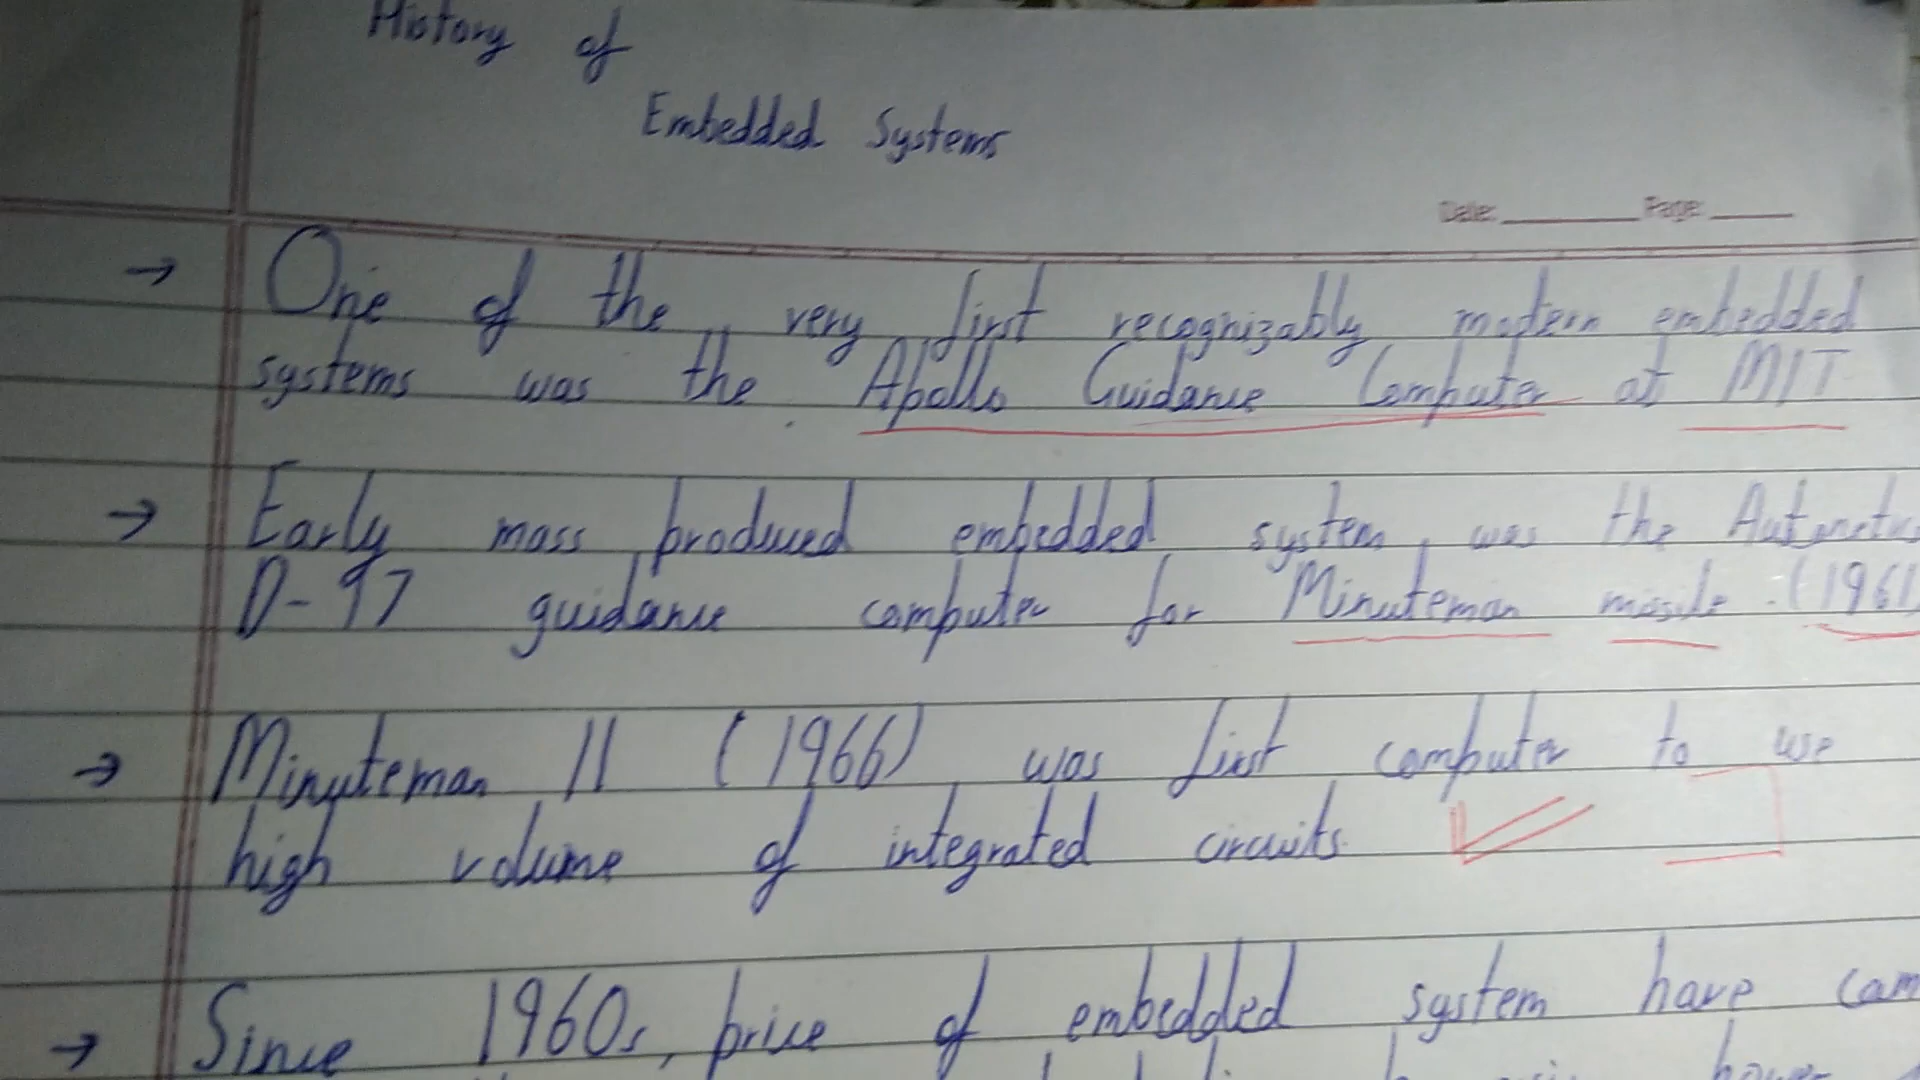 History of
Embedded Systems
Date: Page:
→ One of the very first recognizably modern embedded
systems was the Apollo Guidance Computer at MIT
→ Early mass produced embedded system, was the
D-97 guidance computer for Minuteman missile. (1961
→ Minuteman II (1966) was first computer to use
high volume of integrated circuits.
→ Since 1960s, price of embedded system have